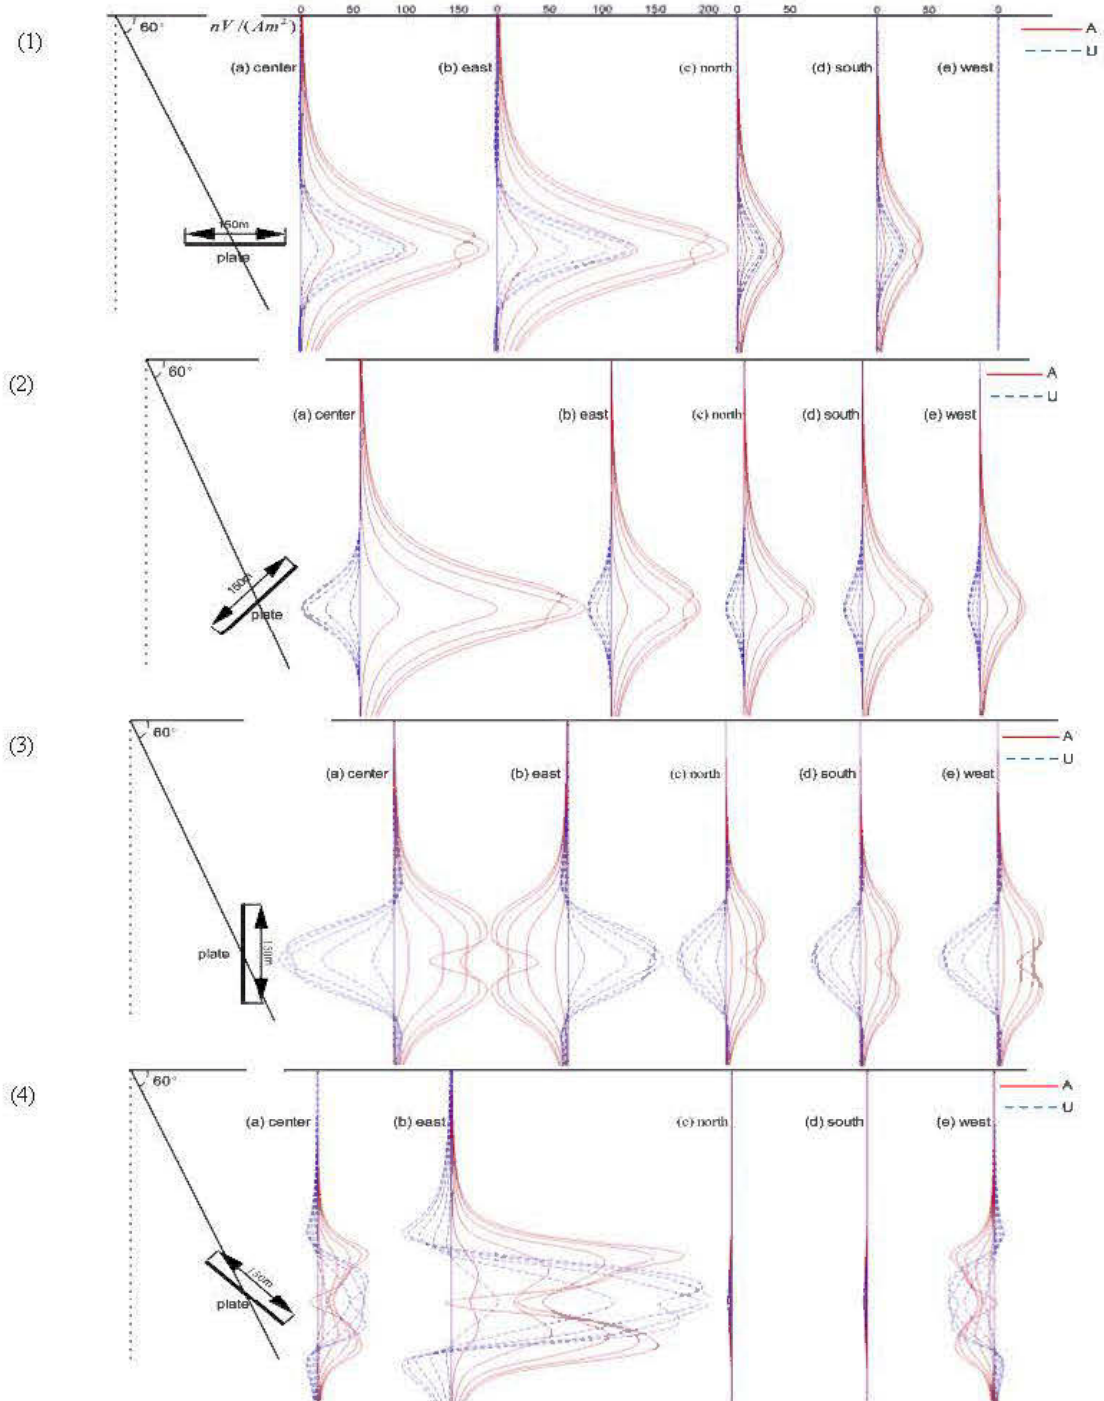 (1)
60°
nV/(Am²)
0 50 100 150 0 50 100 150 200 0 50 0 50 0
A
U
(a) center
(b) east
(c) north
(d) south
(e) west
150m
plate
(2)
60°
A
U
(a) center
(b) east
(c) north
(d) south
(e) west
150m
plate
(3)
60°
A
U
(a) center
(b) east
(c) north
(d) south
(e) west
plate
150m
(4)
60°
A
U
(a) center
(b) east
(c) north
(d) south
(e) west
150m
plate